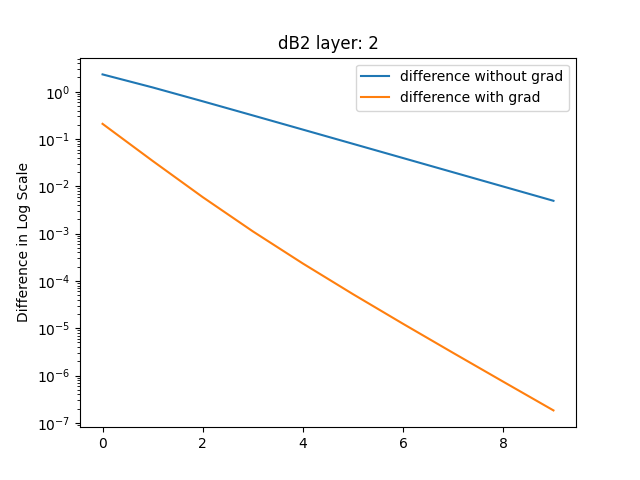 dB2 layer: 2
difference without grad
difference with grad
Difference in Log Scale
10⁰
10⁻¹
10⁻²
10⁻³
10⁻⁴
10⁻⁵
10⁻⁶
10⁻⁷
0 2 4 6 8